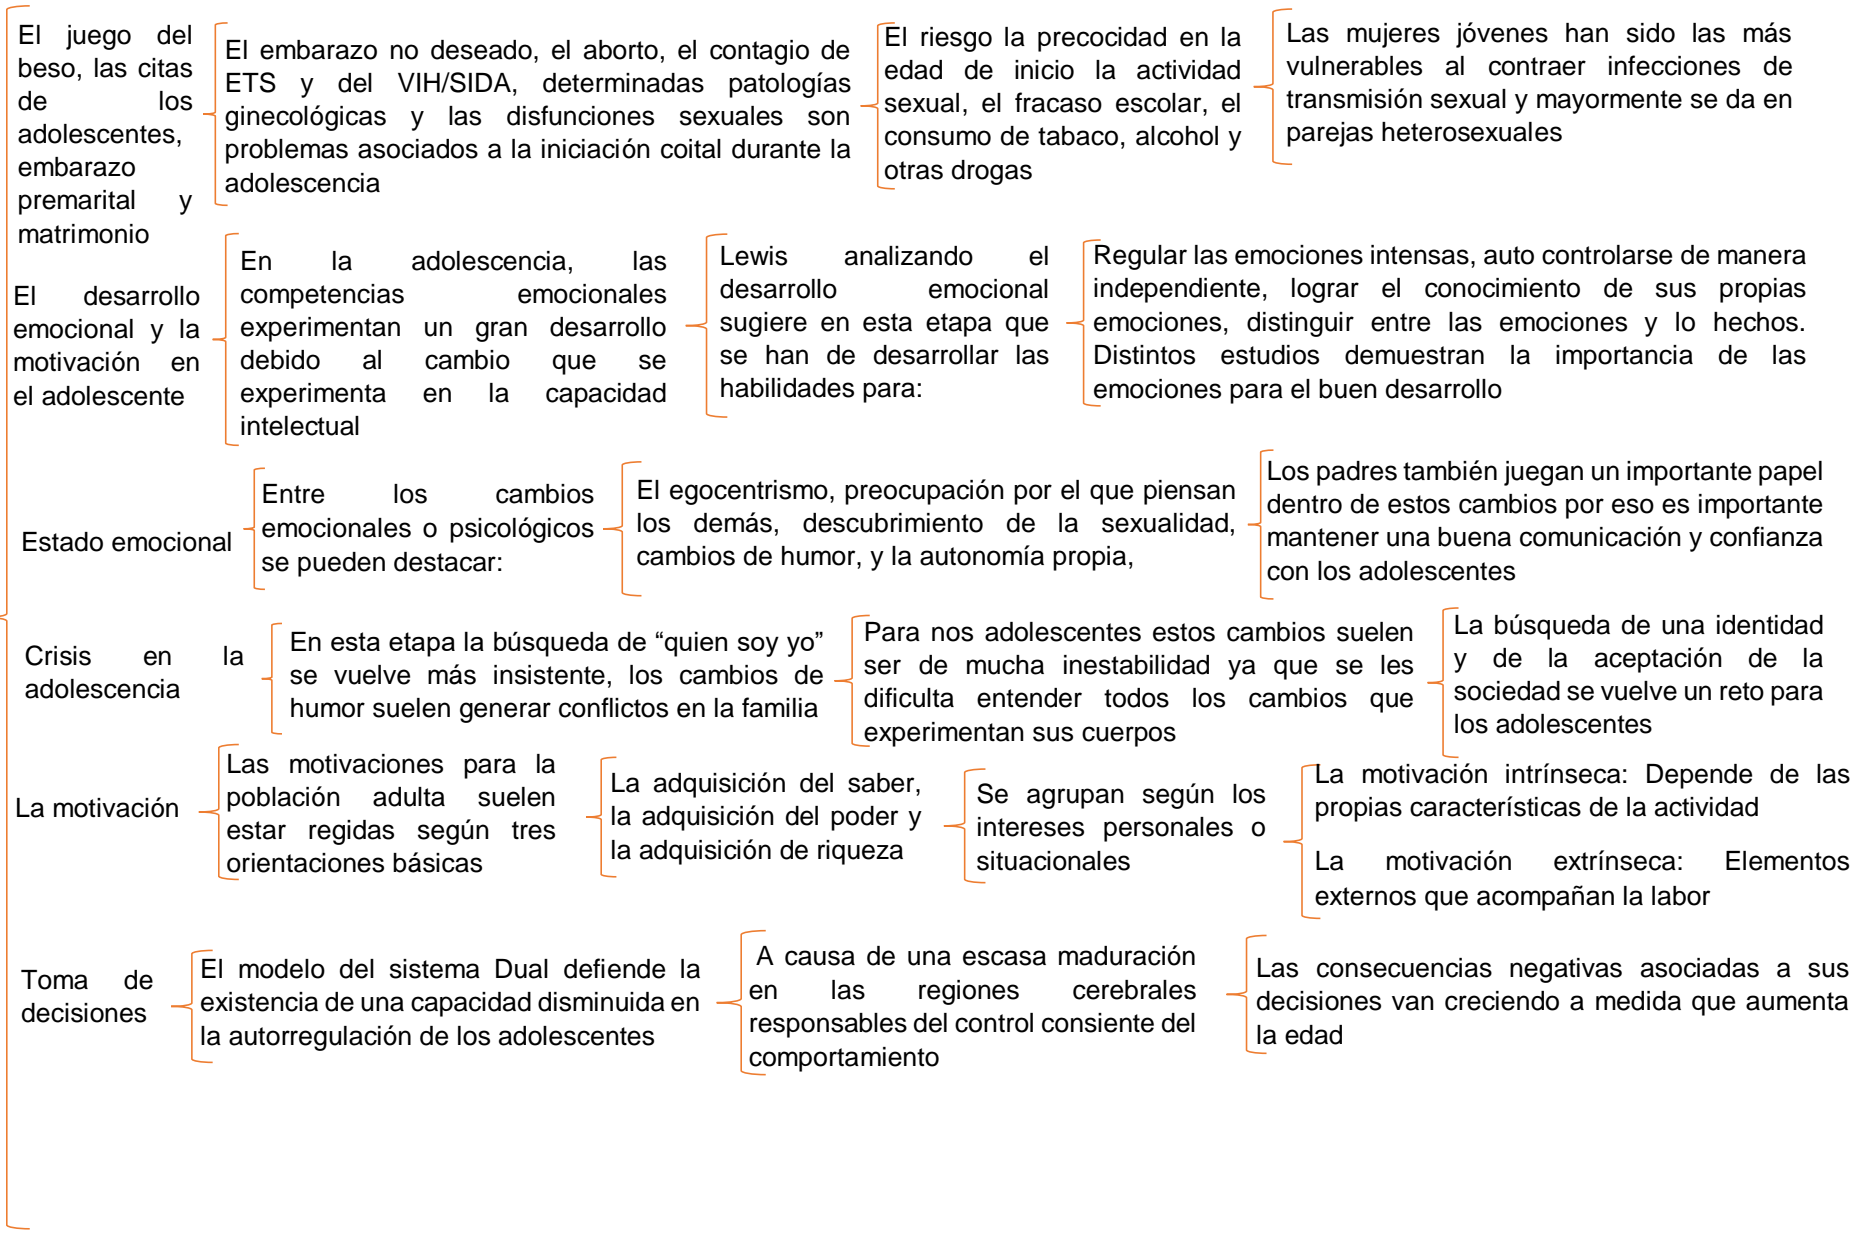 El juego del
beso, las citas
de los
adolescentes,
embarazo
premarital y
matrimonio
El embarazo no deseado, el aborto, el contagio de
ETS y del VIH/SIDA, determinadas patologías
ginecológicas y las disfunciones sexuales son
problemas asociados a la iniciación coital durante la
adolescencia
El riesgo la precocidad en la
edad de inicio la actividad
sexual, el fracaso escolar, el
consumo de tabaco, alcohol y
otras drogas
Las mujeres jóvenes han sido las más
vulnerables al contraer infecciones de
transmisión sexual y mayormente se da en
parejas heterosexuales
El desarrollo
emocional y la
motivación en
el adolescente
En la adolescencia, las
competencias emocionales
experimentan un gran desarrollo
debido al cambio que se
experimenta en la capacidad
intelectual
Lewis analizando el
desarrollo emocional
sugiere en esta etapa que
se han de desarrollar las
habilidades para:
Regular las emociones intensas, auto controlarse de manera
independiente, lograr el conocimiento de sus propias
emociones, distinguir entre las emociones y lo hechos.
Distintos estudios demuestran la importancia de las
emociones para el buen desarrollo
Estado emocional
Entre los cambios
emocionales o psicológicos
se pueden destacar:
El egocentrismo, preocupación por el que piensan
los demás, descubrimiento de la sexualidad,
cambios de humor, y la autonomía propia,
Los padres también juegan un importante papel
dentro de estos cambios por eso es importante
mantener una buena comunicación y confianza
con los adolescentes
Crisis en la
adolescencia
En esta etapa la búsqueda de “quien soy yo”
se vuelve más insistente, los cambios de
humor suelen generar conflictos en la familia
Para nos adolescentes estos cambios suelen
ser de mucha inestabilidad ya que se les
dificulta entender todos los cambios que
experimentan sus cuerpos
La búsqueda de una identidad
y de la aceptación de la
sociedad se vuelve un reto para
los adolescentes
La motivación
Las motivaciones para la
población adulta suelen
estar regidas según tres
orientaciones básicas
La adquisición del saber,
la adquisición del poder y
la adquisición de riqueza
Se agrupan según los
intereses personales o
situacionales
La motivación intrínseca: Depende de las
propias características de la actividad
La motivación extrínseca: Elementos
externos que acompañan la labor
Toma de
decisiones
El modelo del sistema Dual defiende la
existencia de una capacidad disminuida en
la autorregulación de los adolescentes
A causa de una escasa maduración
en las regiones cerebrales
responsables del control consiente del
comportamiento
Las consecuencias negativas asociadas a sus
decisiones van creciendo a medida que aumenta
la edad